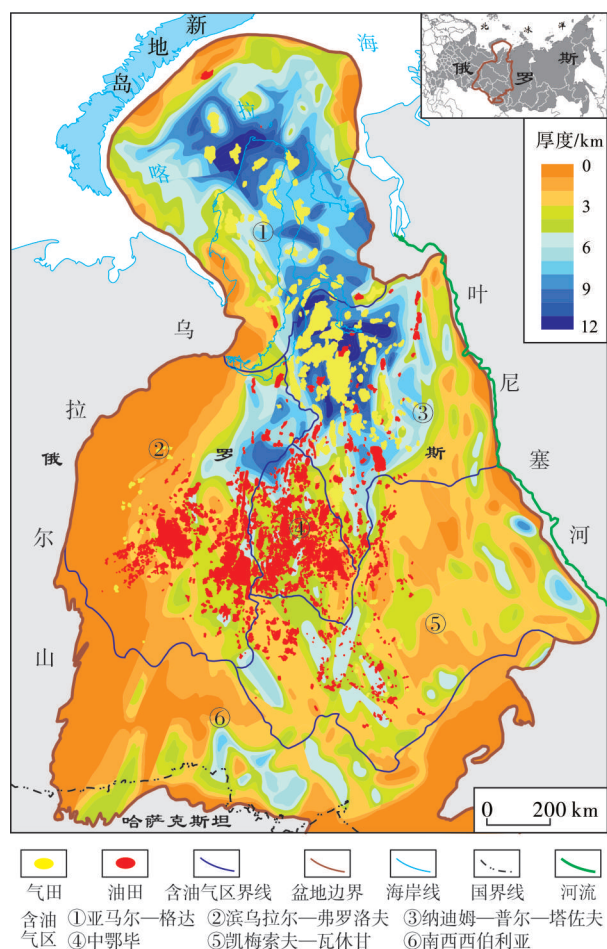 北 冰 洋
俄 罗 斯
新
地
岛
海
拉
喀
厚度/km
0
3
6
9
12
①
乌
叶
拉
尼
②
③
俄 罗 斯
塞
④
尔
河
⑤
山
⑥
哈萨克斯坦
0 200 km
气田 油田 含油气区界线 盆地边界 海岸线 国界线 河流
含油气区 ①亚马尔—格达 ②滨乌拉尔—弗罗洛夫 ③纳迪姆—普尔—塔佐夫
④中鄂毕 ⑤凯梅索夫—瓦休甘 ⑥南西西伯利亚